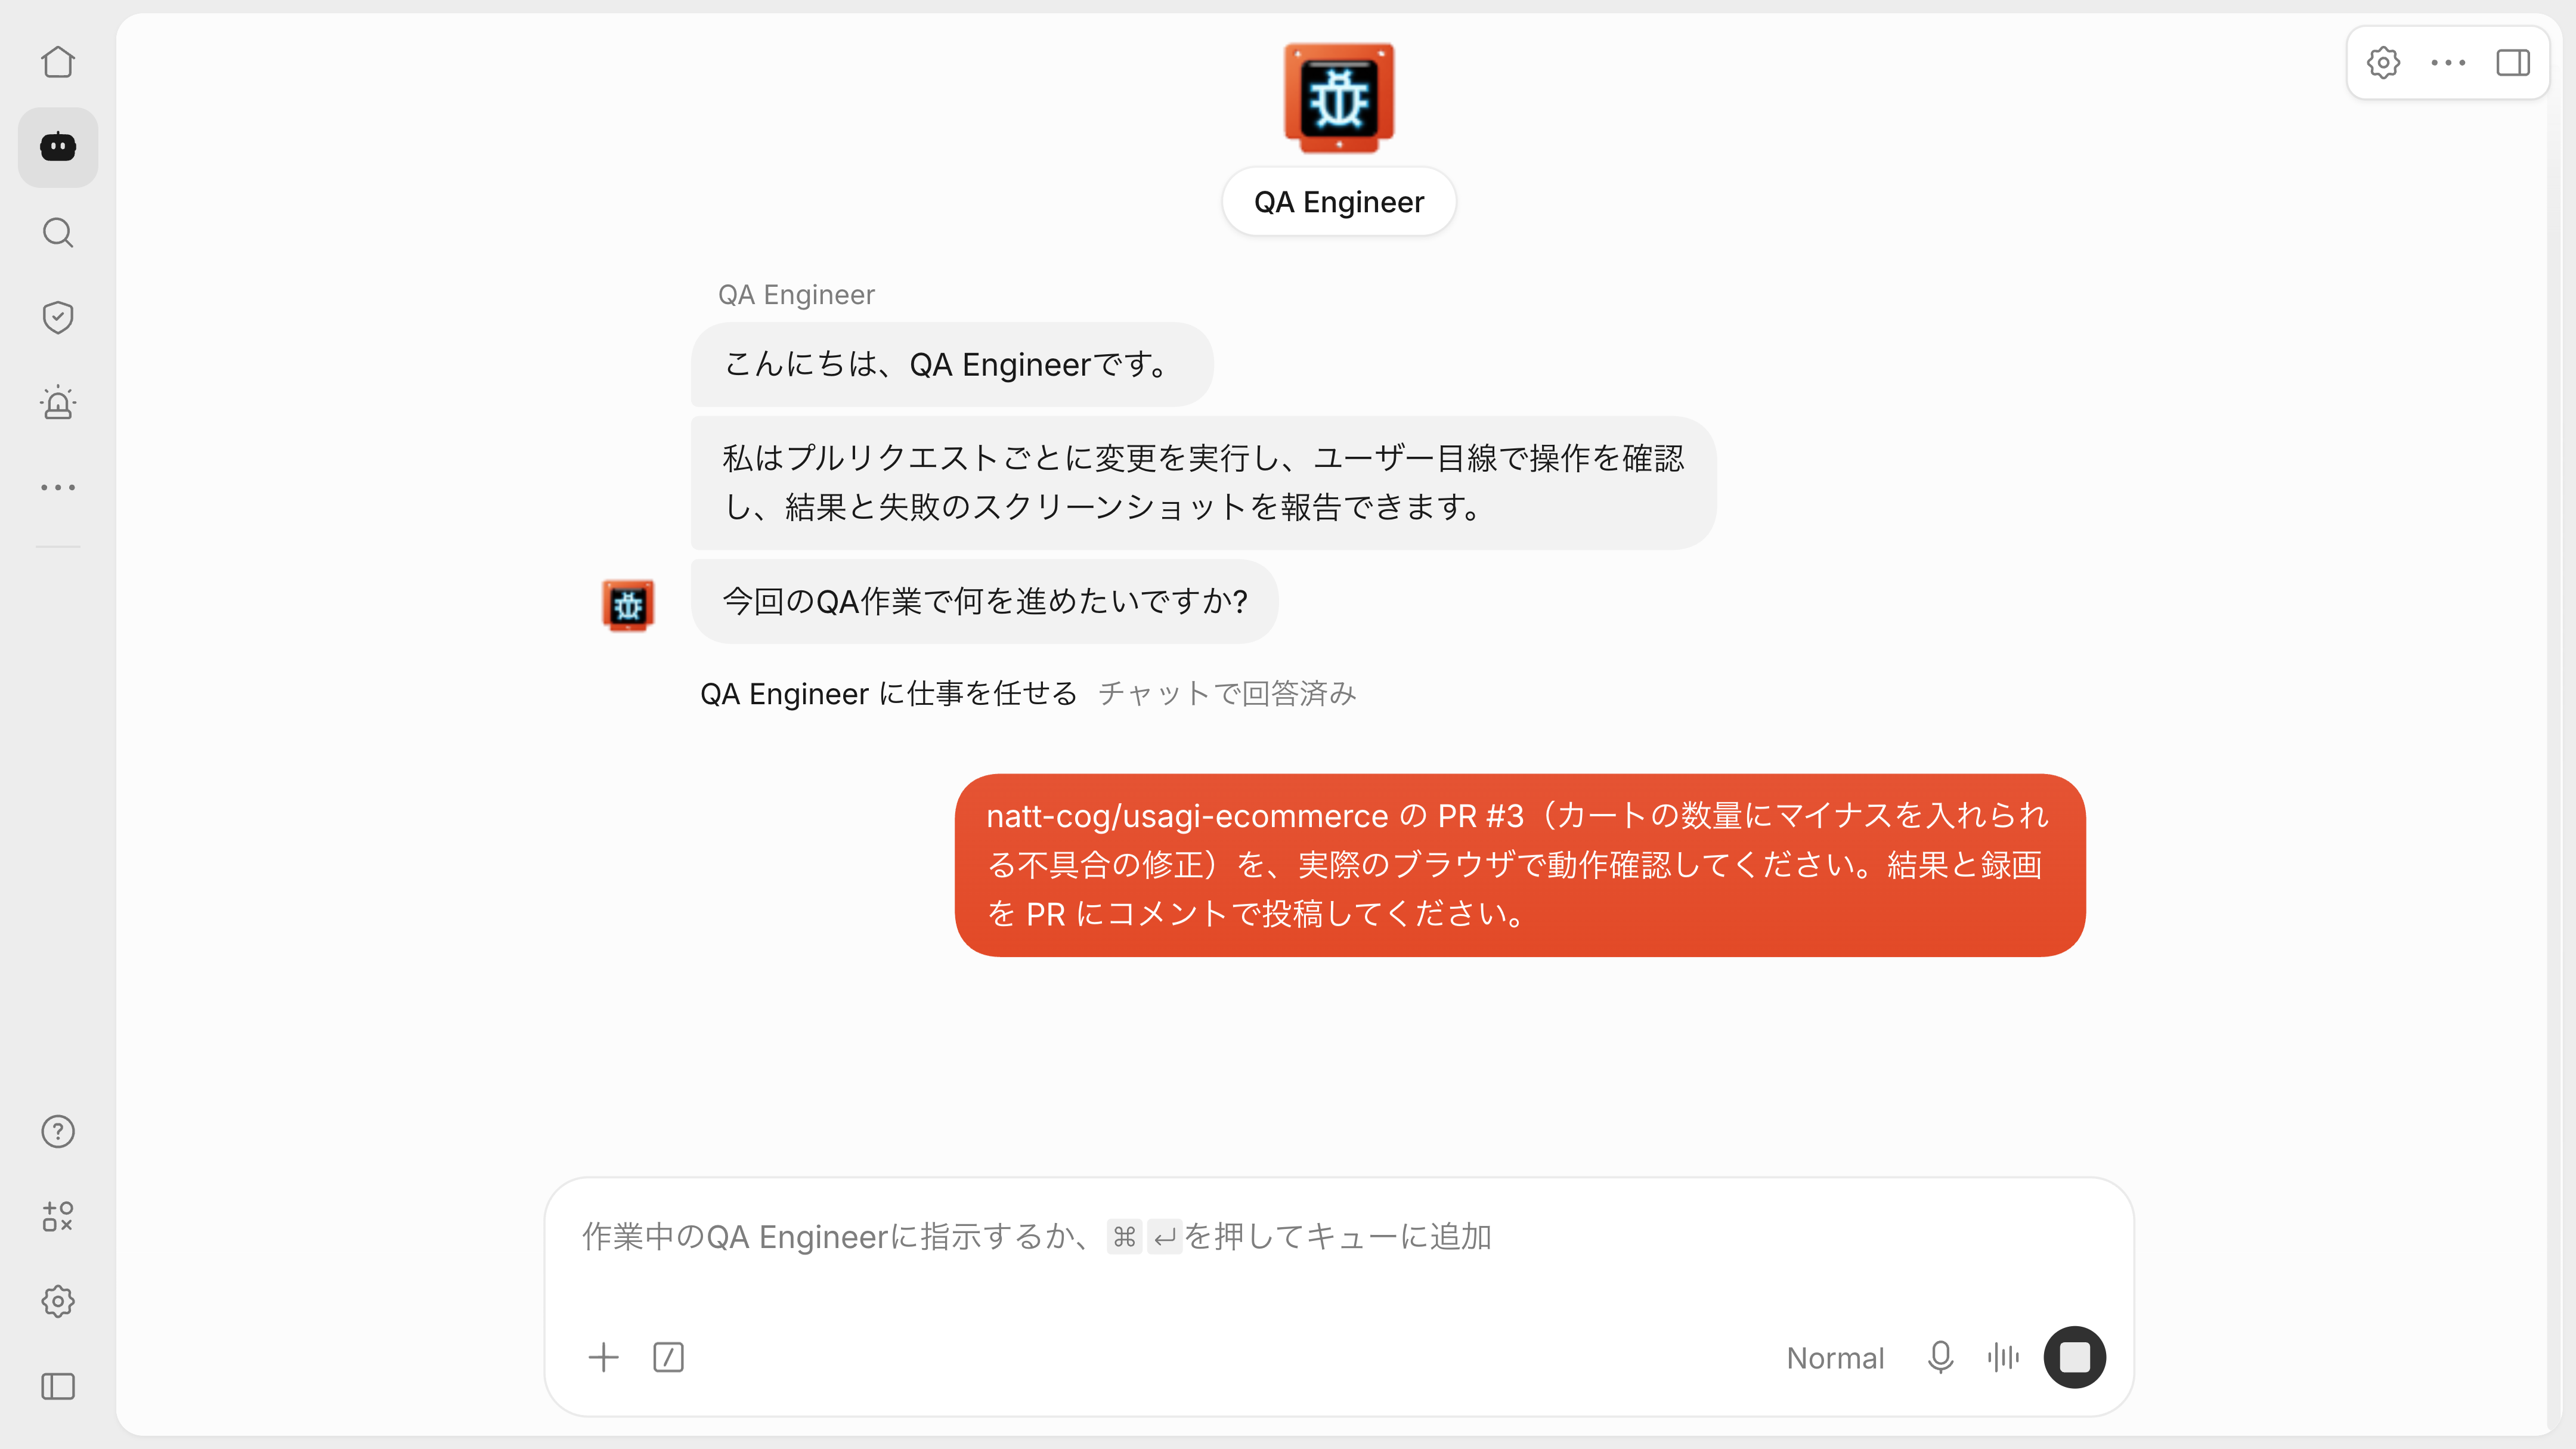 QA Engineer
QA Engineer
こんにちは、QA Engineerです。
私はプルリクエストごとに変更を実行し、ユーザー目線で操作を確認
し、結果と失敗のスクリーンショットを報告できます。
今回のQA作業で何を進めたいですか?
QA Engineer に仕事を任せる チャットで回答済み
natt-cog/usagi-ecommerce の PR #3（カートの数量にマイナスを入れられ
る不具合の修正）を、実際のブラウザで動作確認してください。結果と録画
を PR にコメントで投稿してください。
作業中のQA Engineerに指示するか、⌘↵を押してキューに追加
Normal